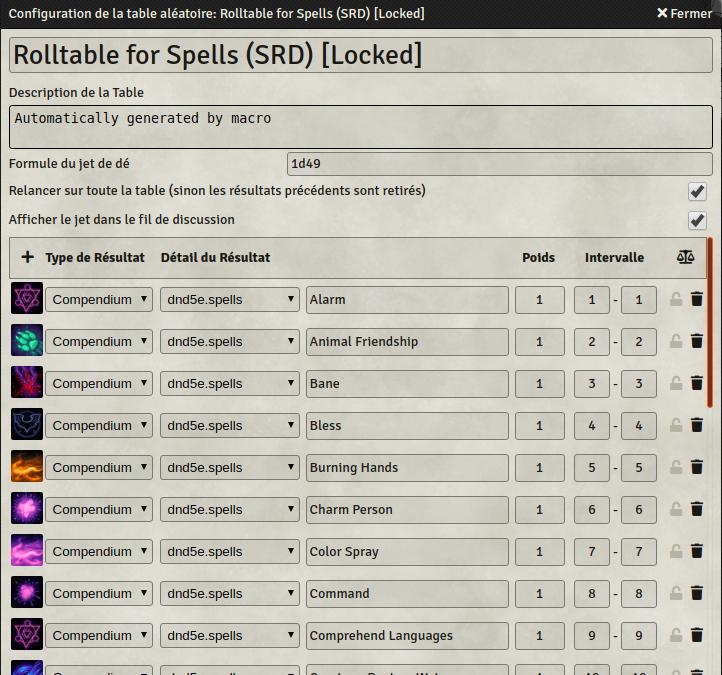 Configuration de la table aléatoire: Rolltable for Spells (SRD) [Locked] Fermer
Rolltable for Spells (SRD) [Locked]
Description de la Table
Automatically generated by macro
Formule du jet de dé 1d49
Relancer sur toute la table (sinon les résultats précédents sont retirés)
Afficher le jet dans le fil de discussion
Type de Résultat Détail du Résultat Poids Intervalle
Compendium dnd5e.spells Alarm 1 1 - 1
Compendium dnd5e.spells Animal Friendship 1 2 - 2
Compendium dnd5e.spells Bane 1 3 - 3
Compendium dnd5e.spells Bless 1 4 - 4
Compendium dnd5e.spells Burning Hands 1 5 - 5
Compendium dnd5e.spells Charm Person 1 6 - 6
Compendium dnd5e.spells Color Spray 1 7 - 7
Compendium dnd5e.spells Command 1 8 - 8
Compendium dnd5e.spells Comprehend Languages 1 9 - 9